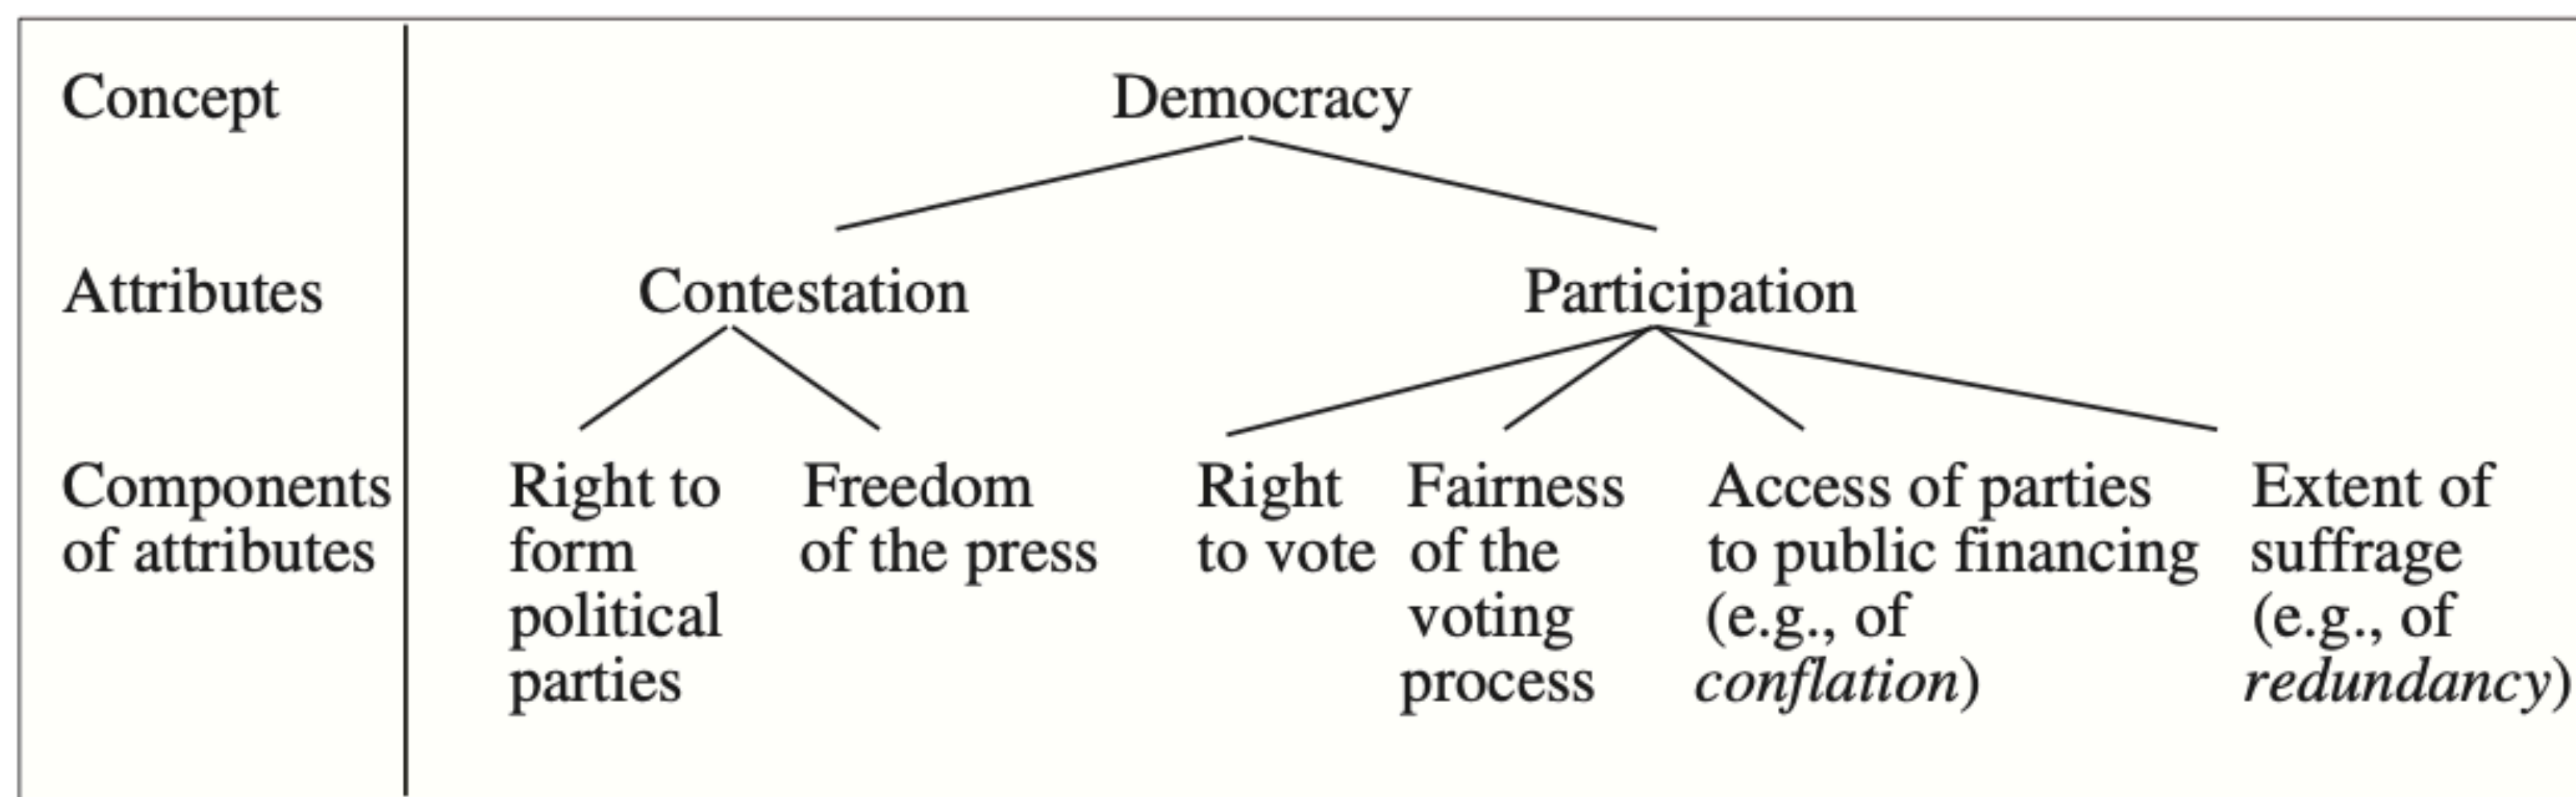 Concept
Democracy
Attributes
Contestation
Participation
Components
of attributes
Right to
form
political
parties
Freedom
of the press
Right
to vote
Fairness
of the
voting
process
Access of parties
to public financing
(e.g., of
conflation)
Extent of
suffrage
(e.g., of
redundancy)